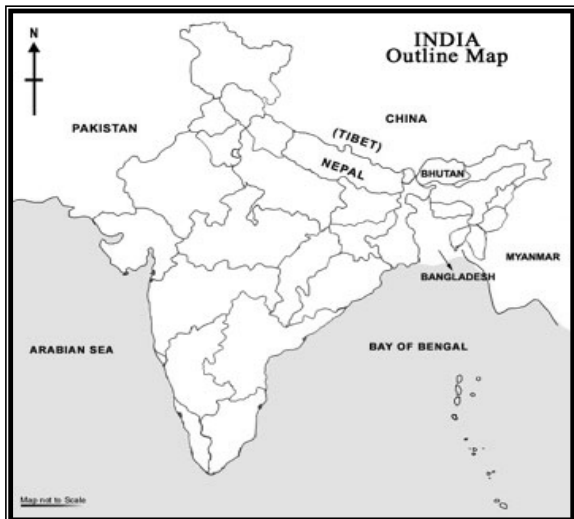 N
INDIA
Outline Map
PAKISTAN
CHINA
(TIBET)
NEPAL
BHUTAN
MYANMAR
BANGLADESH
ARABIAN SEA
BAY OF BENGAL
Map not to Scale